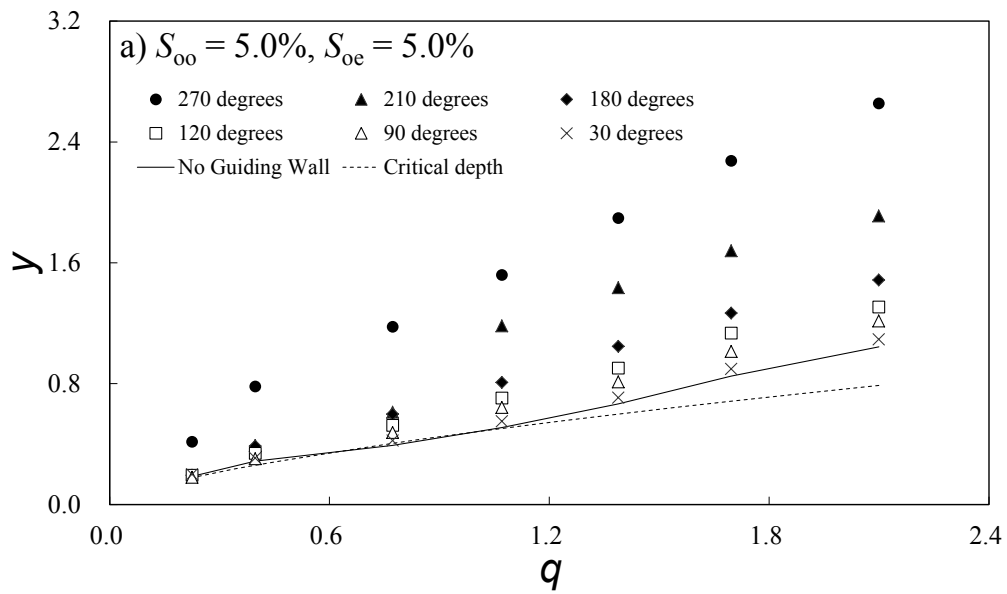 3.2
a) Soo = 5.0%, Soe = 5.0%
270 degrees 210 degrees 180 degrees
120 degrees 90 degrees 30 degrees
No Guiding Wall Critical depth
2.4
y
1.6
0.8
0.0
0.0 0.6 1.2 1.8 2.4
q